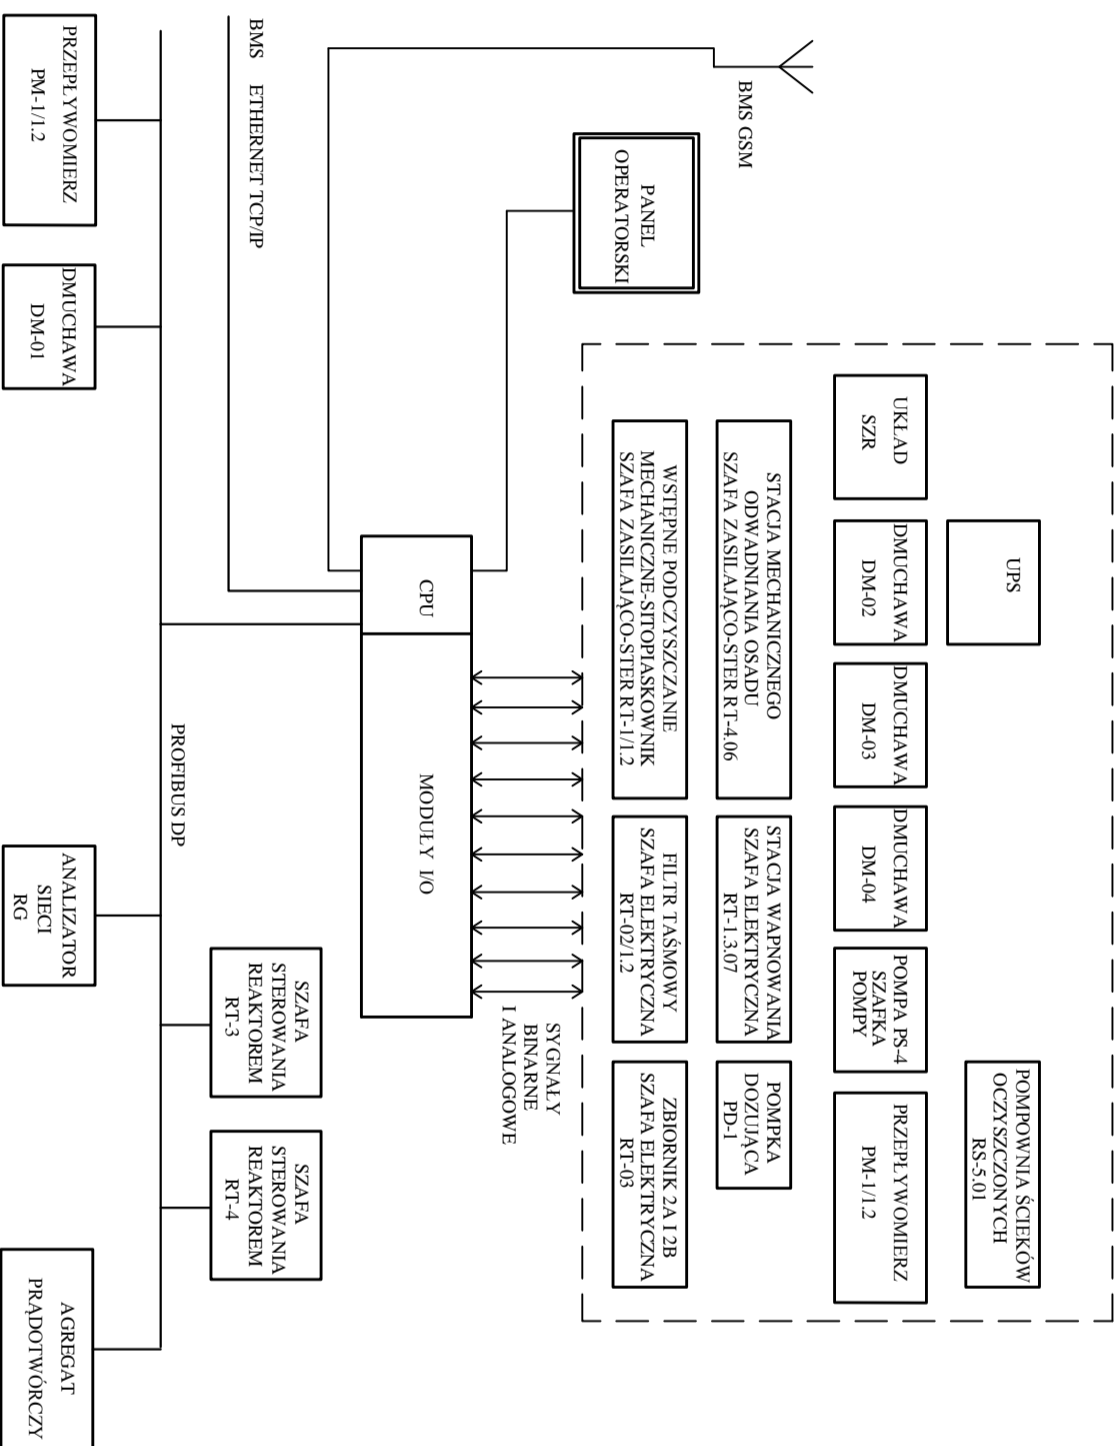 BMS GSM
PANEL
OPERATORSKI
UPS
POMPOWNIA ŚCIEKÓW
OCZYSZCZONYCH
RS-5.01
UKŁAD
SZR
DMUCHAWA
DM-02
DMUCHAWA
DM-03
DMUCHAWA
DM-04
POMPA PS-4
SZAFKA
POMPY
PRZEPŁYWOMIERZ
PM-1/1.2
STACJA MECHANICZNEGO
ODWADNIANIA OSADU
SZAFA ZASILAJĄCO-STER RT-4.06
STACJA WAPNOWANIA
SZAFA ELEKTRYCZNA
RT-1.3.07
POMPKA
DOZUJĄCA
PD-1
WSTĘPNE PODCZYSZCZANIE
MECHANICZNE-SITOPIASKOWNIK
SZAFA ZASILAJĄCO-STER RT-1/1.2
FILTR TAŚMOWY
SZAFA ELEKTRYCZNA
RT-02/1.2
ZBIORNIK 2A I 2B
SZAFA ELEKTRYCZNA
RT-03
SYGNAŁY
BINARNE
I ANALOGOWE
CPU
MODUŁY I/O
BMS ETHERNET TCP/IP
SZAFA
STEROWANIA
REAKTOREM
RT-3
SZAFA
STEROWANIA
REAKTOREM
RT-4
PROFIBUS DP
PRZEPŁYWOMIERZ
PM-1/1.2
DMUCHAWA
DM-01
ANALIZATOR
SIECI
RG
AGREGAT
PRĄDOTWÓRCZY